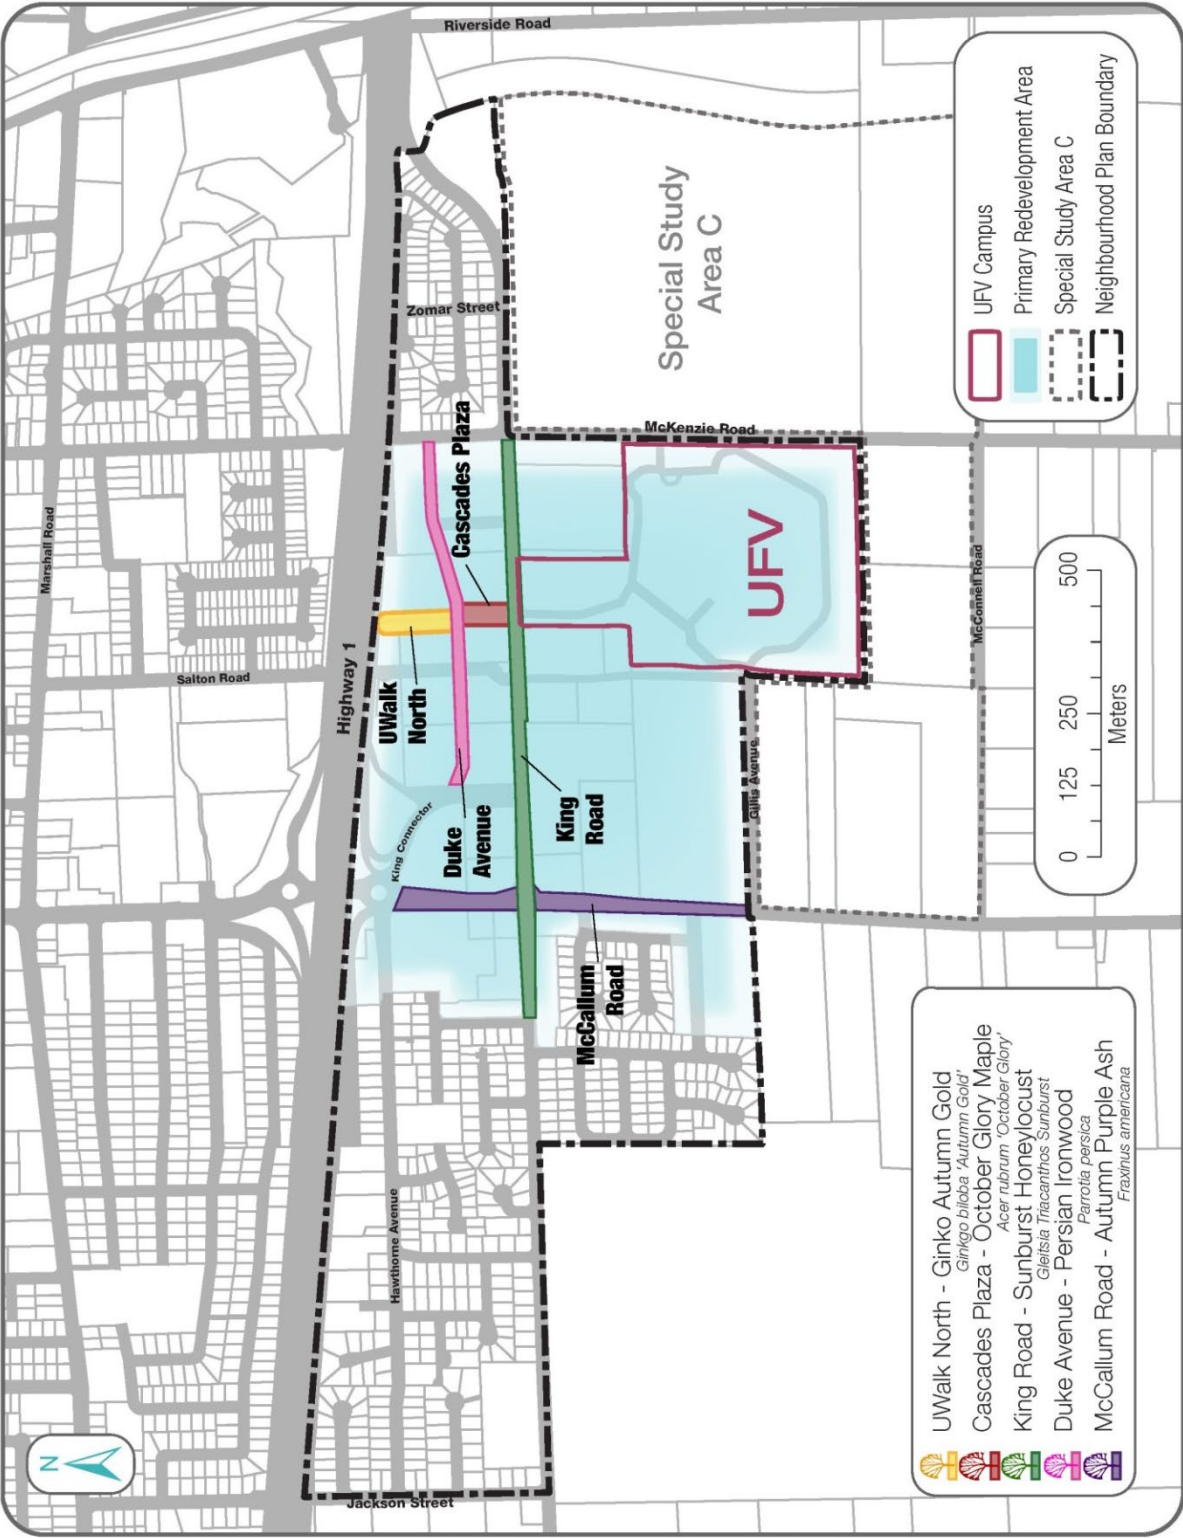 Riverside Road
Zomar Street
Special Study
Area C
McKenzie Road
Marshall Road
Salton Road
Highway 1
Cascades Plaza
UWalk
North
UFV
Duke
Avenue
King
Road
King Connector
Gillis Avenue
McConnell Road
McCallum
Road
Hawthorne Avenue
Jackson Street
N
UFV Campus
Primary Redevelopment Area
Special Study Area C
Neighbourhood Plan Boundary
0 125 250 500
Meters
UWalk North - Ginko Autumn Gold
Ginkgo biloba 'Autumn Gold'
Cascades Plaza - October Glory Maple
Acer rubrum 'October Glory'
King Road - Sunburst Honeylocust
Gleitsia Triacanthos Sunburst
Duke Avenue - Persian Ironwood
Parrotia persica
McCallum Road - Autumn Purple Ash
Fraxinus americana